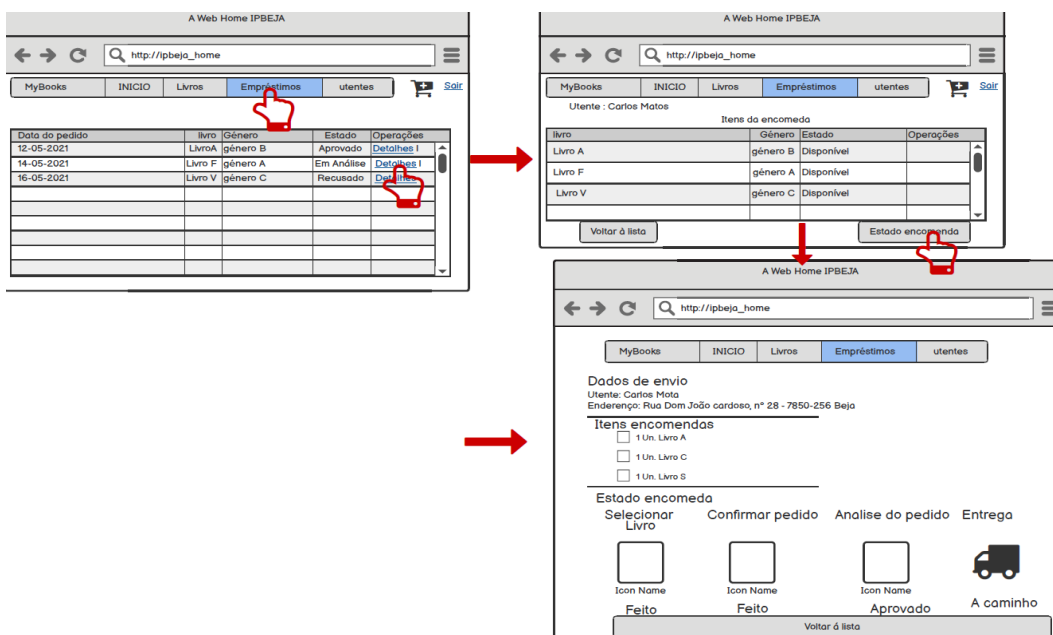 A Web Home IPBEJA
http://ipbeja_home
MyBooks INICIO Livros Empréstimos utentes Sair
Data do pedido livro Género Estado Operações
12-05-2021 LivroA género B Aprovado Detalhes I
14-05-2021 Livro F género A Em Análise Detalhes I
16-05-2021 Livro V género C Recusado Detalhes
A Web Home IPBEJA
http://ipbeja_home
MyBooks INICIO Livros Empréstimos utentes Sair
Utente : Carlos Matos
Itens da encomeda
livro Género Estado Operações
Livro A género B Disponível
Livro F género A Disponível
Livro V género C Disponível
Voltar á lista Estado encomenda
A Web Home IPBEJA
http://ipbeja_home
MyBooks INICIO Livros Empréstimos utentes
Dados de envio
Utente: Carlos Mota
Enderenço: Rua Dom João cardoso, nº 28 - 7850-256 Beja
Itens encomendas
1 Un. Livro A
1 Un. Livro C
1 Un. Livro S
Estado encomeda
Selecionar Livro Confirmar pedido Analise do pedido Entrega
Icon Name Icon Name Icon Name
Feito Feito Aprovado A caminho
Voltar á lista